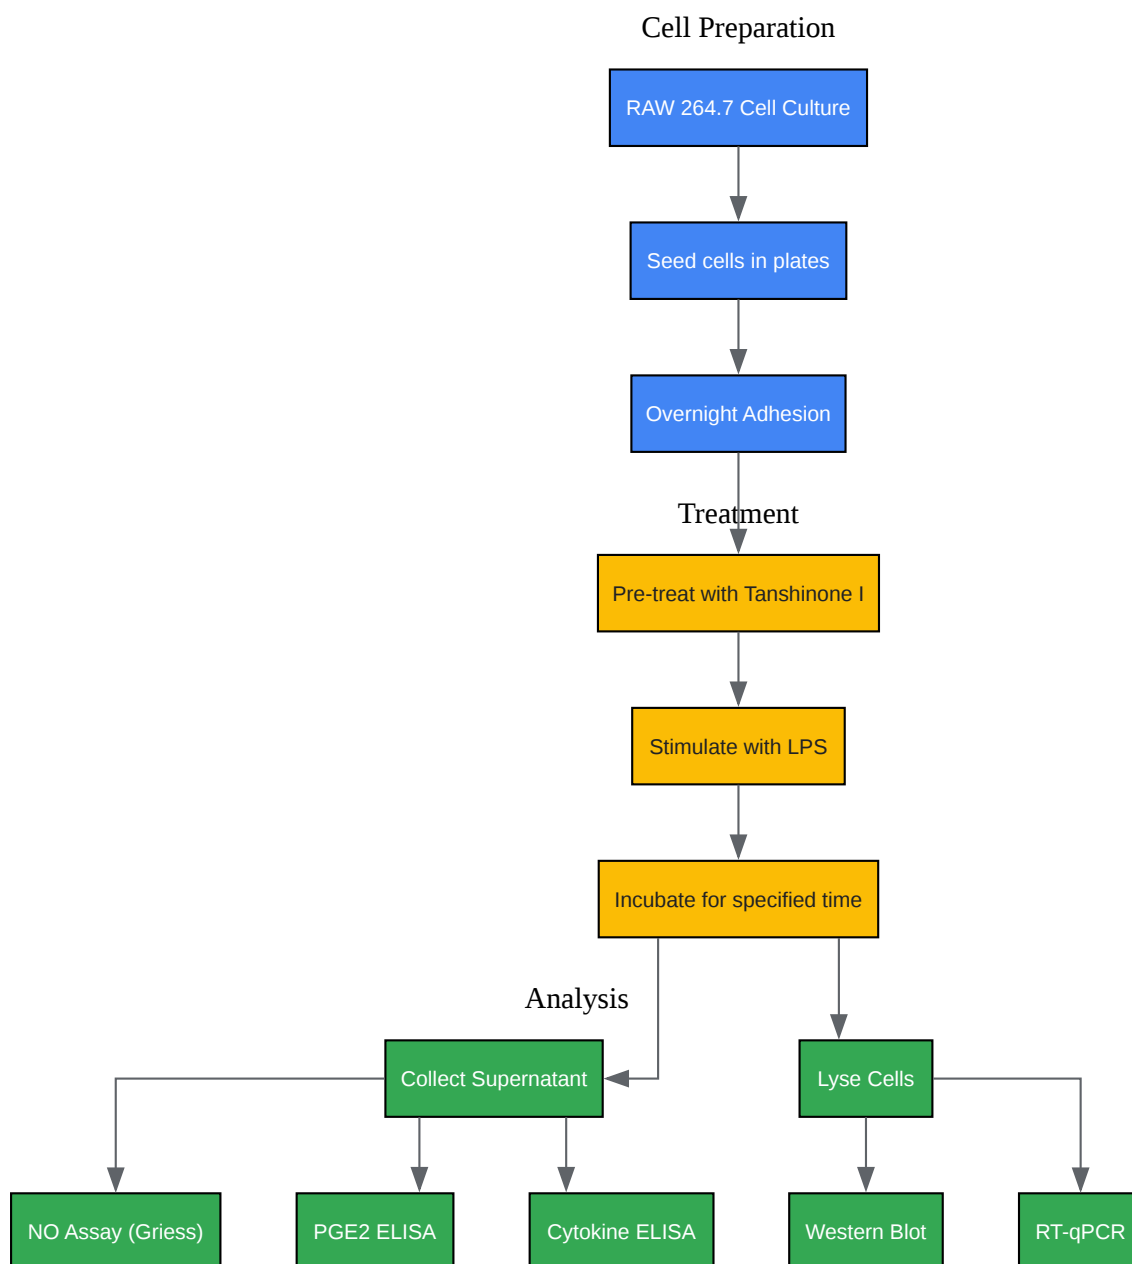 Cell Preparation
RAW 264.7 Cell Culture
Seed cells in plates
Overnight Adhesion
Treatment
Pre-treat with Tanshinone I
Stimulate with LPS
Incubate for specified time
Analysis
Collect Supernatant
Lyse Cells
NO Assay (Griess)
PGE2 ELISA
Cytokine ELISA
Western Blot
RT-qPCR